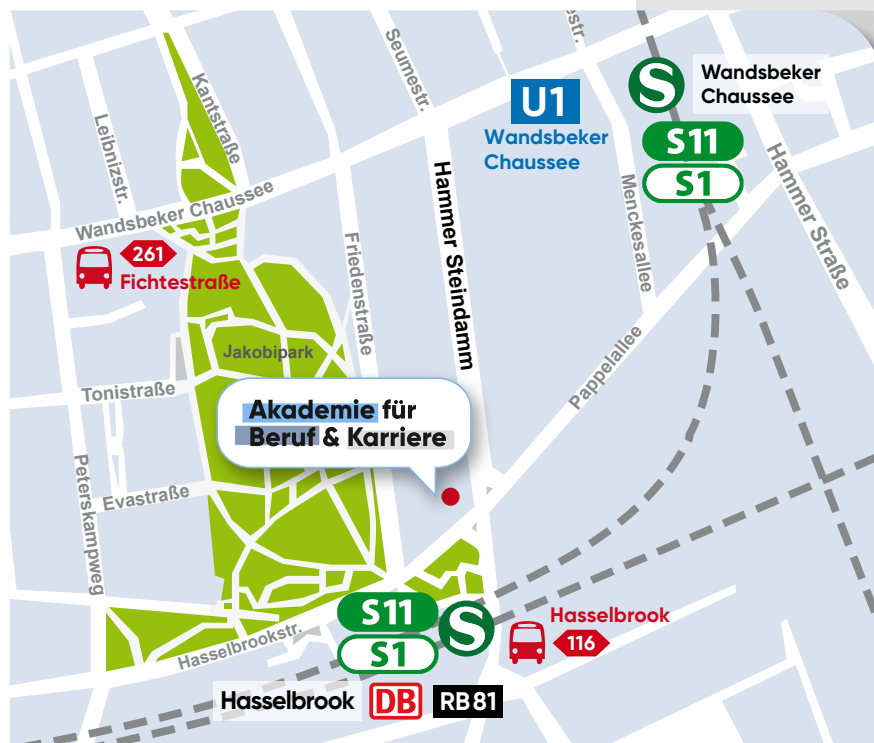 estr.
Seumestr.
Kantstraße
Leibnizstr.
U1
Wandsbeker
Chaussee
S
Wandsbeker
Chaussee
S11
S1
Hammer Straße
Menckesallee
Hammer Steindamm
Wandsbeker Chaussee
261
Fichtestraße
Friedenstraße
Jakobipark
Pappelallee
Tonistraße
Akademie für
Beruf & Karriere
Peterskampweg
Evastraße
Hasselbrookstr.
S11
S1
S
Hasselbrook
116
Hasselbrook DB RB81